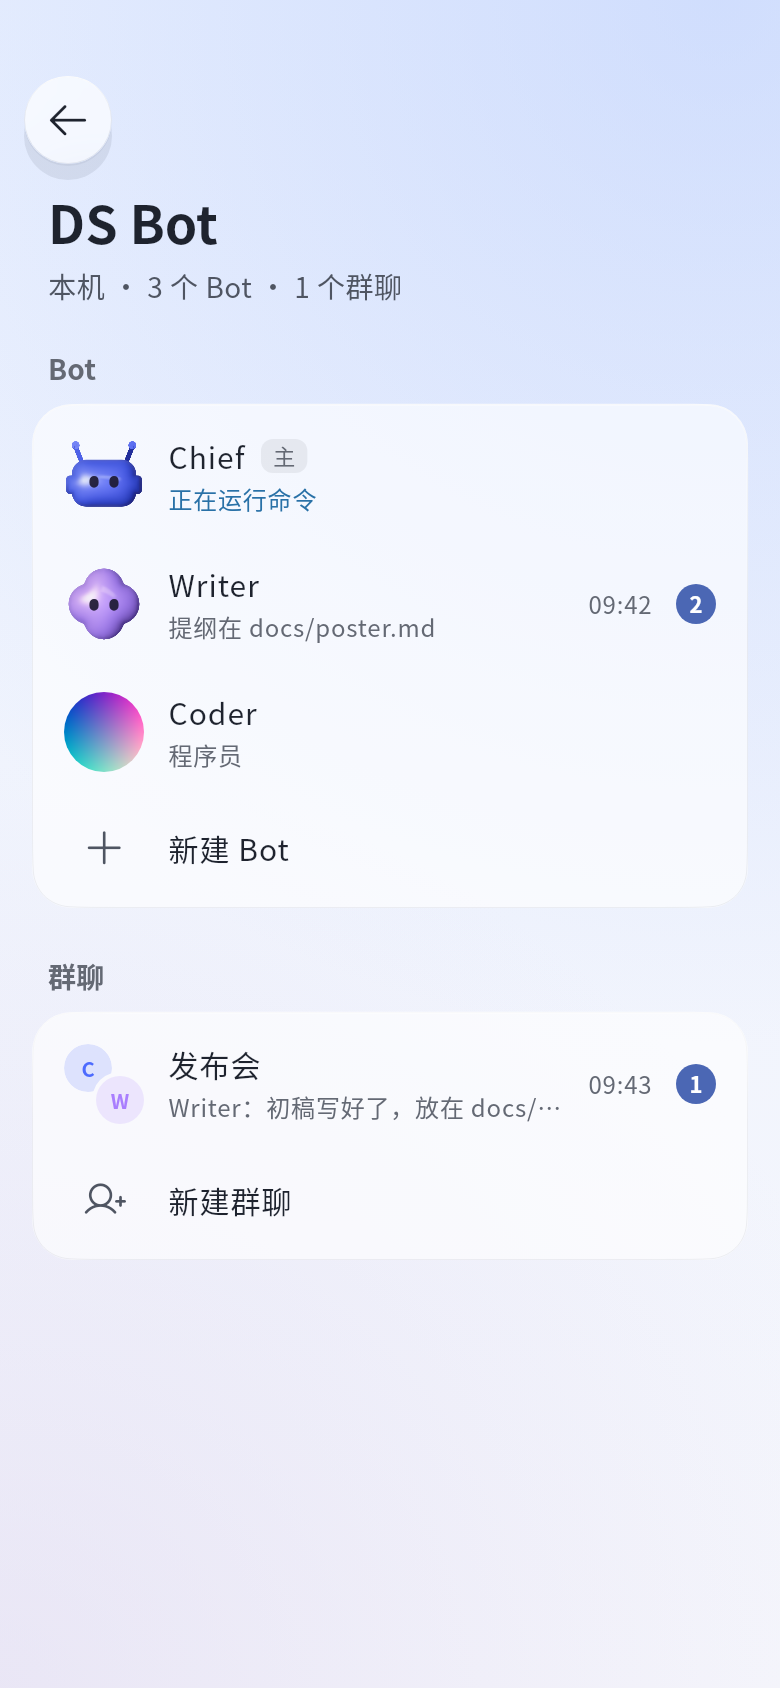 DS Bot
本机 · 3 个 Bot · 1 个群聊
Bot
Chief 主
正在运行命令
Writer
提纲在 docs/poster.md
09:42 2
Coder
程序员
新建 Bot
群聊
C
W
发布会
Writer：初稿写好了，放在 docs/…
09:43 1
新建群聊